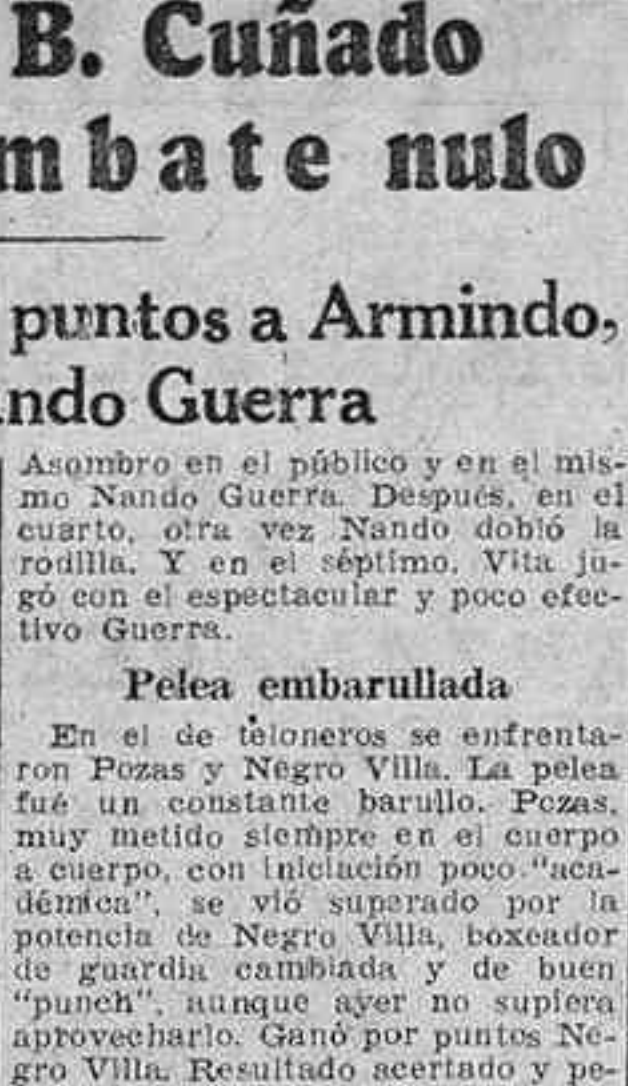 B. Cuñado
mbate nulo
puntos a Armindo,
ndo Guerra
Asombro en el público y en el mis-
mo Nando Guerra. Después, en el
cuarto, otra vez Nando dobló la
rodilla. Y en el séptimo, Vita ju-
gó con el espectacular y poco efec-
tivo Guerra.
Pelea embarullada
En el de teloneros se enfrenta-
ron Pozas y Negro Villa. La pelea
fué un constante barullo. Pozas,
muy metido siempre en el cuerpo
a cuerpo, con iniciación poco "aca-
démica", se vió superado por la
potencia de Negro Villa, boxeador
de guardia cambiada y de buen
"punch", aunque ayer no supiera
aprovecharlo. Ganó por puntos Ne-
gro Villa. Resultado acertado y pe-